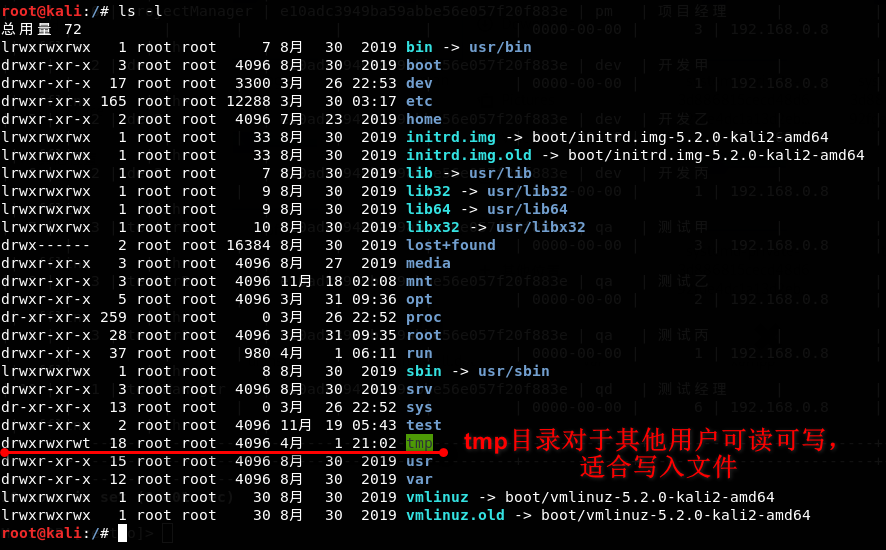 root@kali:/# ls -l
总用量 72
lrwxrwxrwx   1 root root     7 8月   30  2019 bin -> usr/bin
drwxr-xr-x   3 root root  4096 8月   30  2019 boot
drwxr-xr-x  17 root root  3300 3月   26 22:53 dev
drwxr-xr-x 165 root root 12288 3月   30 03:17 etc
drwxr-xr-x   2 root root  4096 7月   23  2019 home
lrwxrwxrwx   1 root root    33 8月   30  2019 initrd.img -> boot/initrd.img-5.2.0-kali2-amd64
lrwxrwxrwx   1 root root    33 8月   30  2019 initrd.img.old -> boot/initrd.img-5.2.0-kali2-amd64
lrwxrwxrwx   1 root root     7 8月   30  2019 lib -> usr/lib
lrwxrwxrwx   1 root root     9 8月   30  2019 lib32 -> usr/lib32
lrwxrwxrwx   1 root root     9 8月   30  2019 lib64 -> usr/lib64
lrwxrwxrwx   1 root root    10 8月   30  2019 libx32 -> usr/libx32
drwx------   2 root root 16384 8月   30  2019 lost+found
drwxr-xr-x   3 root root  4096 8月   27  2019 media
drwxr-xr-x   3 root root  4096 11月  18 02:08 mnt
drwxr-xr-x   5 root root  4096 3月   31 09:36 opt
dr-xr-xr-x 259 root root     0 3月   26 22:52 proc
drwxr-xr-x  28 root root  4096 3月   31 09:35 root
drwxr-xr-x  37 root root   980 4月    1 06:11 run
lrwxrwxrwx   1 root root     8 8月   30  2019 sbin -> usr/sbin
drwxr-xr-x   3 root root  4096 8月   30  2019 srv
dr-xr-xr-x  13 root root     0 3月   26 22:52 sys
drwxr-xr-x   2 root root  4096 11月  19 05:43 test
drwxrwxrwt  18 root root  4096 4月    1 21:02 tmp
tmp目录对于其他用户可读可写，
适合写入文件
drwxr-xr-x  15 root root  4096 8月   30  2019 usr
drwxr-xr-x  12 root root  4096 8月   30  2019 var
lrwxrwxrwx   1 root root    30 8月   30  2019 vmlinuz -> boot/vmlinuz-5.2.0-kali2-amd64
lrwxrwxrwx   1 root root    30 8月   30  2019 vmlinuz.old -> boot/vmlinuz-5.2.0-kali2-amd64
root@kali:/#